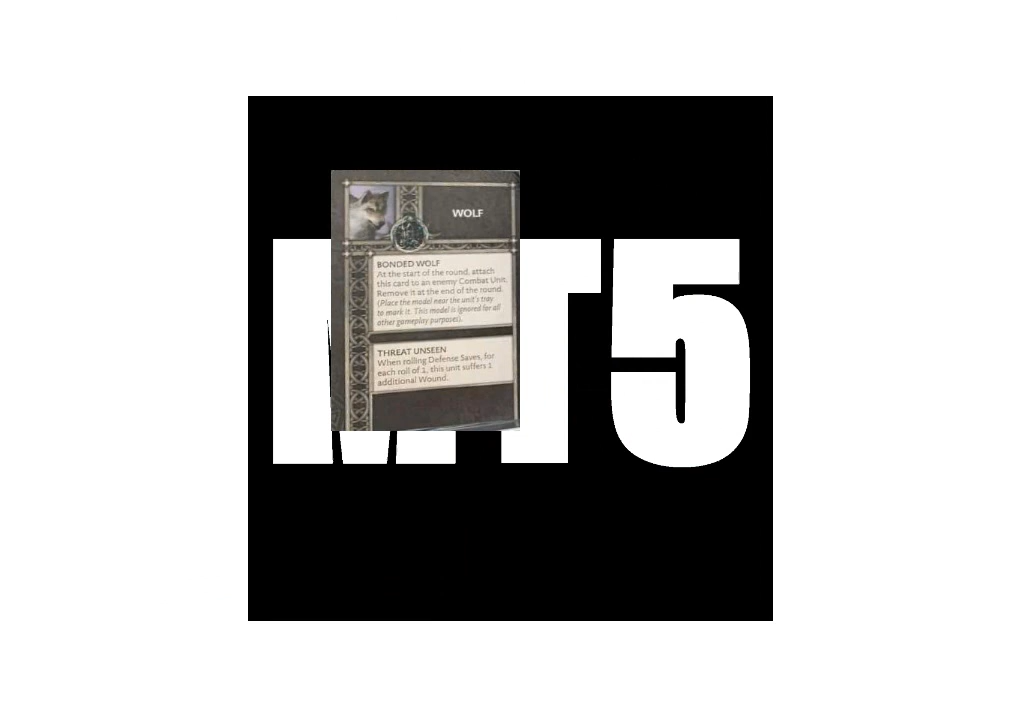 WOLF
BONDED WOLF
At the start of the round, attach
this card to an enemy Combat Unit.
Remove it at the end of the round.
(Place the model near the unit's tray
to mark it. This model is ignored for all
other gameplay purposes).
THREAT UNSEEN
When rolling Defense Saves, for
each roll of 1, this unit suffers 1
additional Wound.
MT5